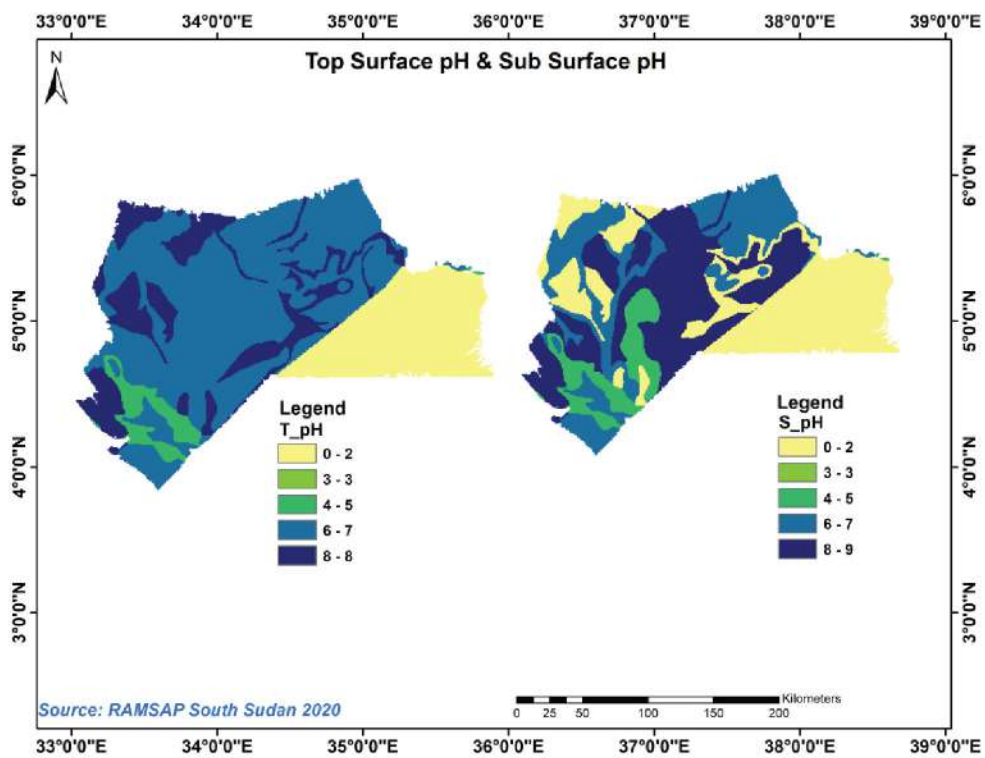 33°0'0"E 34°0'0"E 35°0'0"E 36°0'0"E 37°0'0"E 38°0'0"E 39°0'0"E
N
Top Surface pH & Sub Surface pH
6°0'0"N 6°0'0"N
5°0'0"N 5°0'0"N
4°0'0"N 4°0'0"N
3°0'0"N 3°0'0"N
Legend
T_pH
0 - 2
3 - 3
4 - 5
6 - 7
8 - 8
Legend
S_pH
0 - 2
3 - 3
4 - 5
6 - 7
8 - 9
Source: RAMSAP South Sudan 2020
Kilometers
0 25 50 100 150 200
33°0'0"E 34°0'0"E 35°0'0"E 36°0'0"E 37°0'0"E 38°0'0"E 39°0'0"E